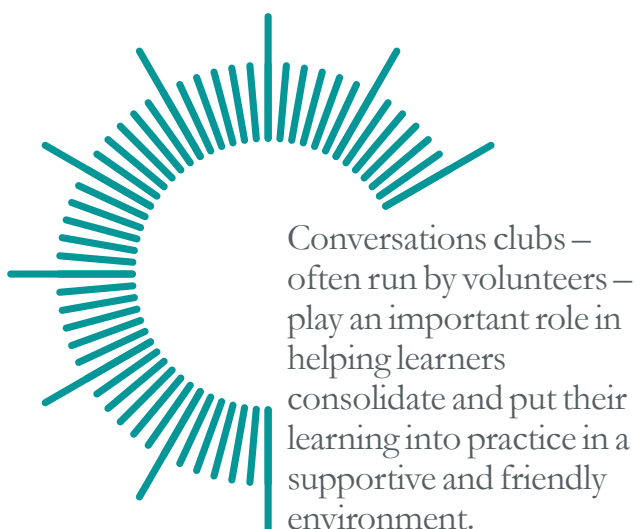 Conversations clubs –
often run by volunteers –
play an important role in
helping learners
consolidate and put their
learning into practice in a
supportive and friendly
environment.